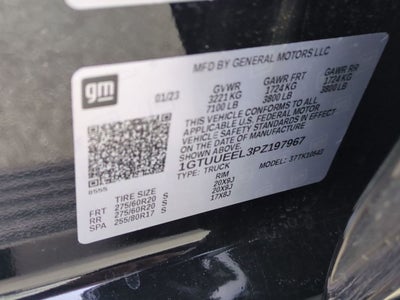 gm
MFD BY GENERAL MOTORS LLC
01/23
GVWR GAWR FRT GAWR RR
3221 KG 1724 KG 1724 KG
7100 LB 3800 LB 3800 LB
THIS VEHICLE CONFORMS TO ALL APPLICABLE
U.S. FEDERAL MOTOR VEHICLE SAFETY
STANDARDS IN EFFECT ON THE DATE
OF MANUFACTURE SHOWN ABOVE.
1GTUUEEL3PZ197967
TYPE: TRUCK MODEL:
8555
TIRE SIZE RIM
FRT 275/60R20 S 20X9J
RR 275/60R20 S 20X9J
SPA 255/80R17 S 17X8J